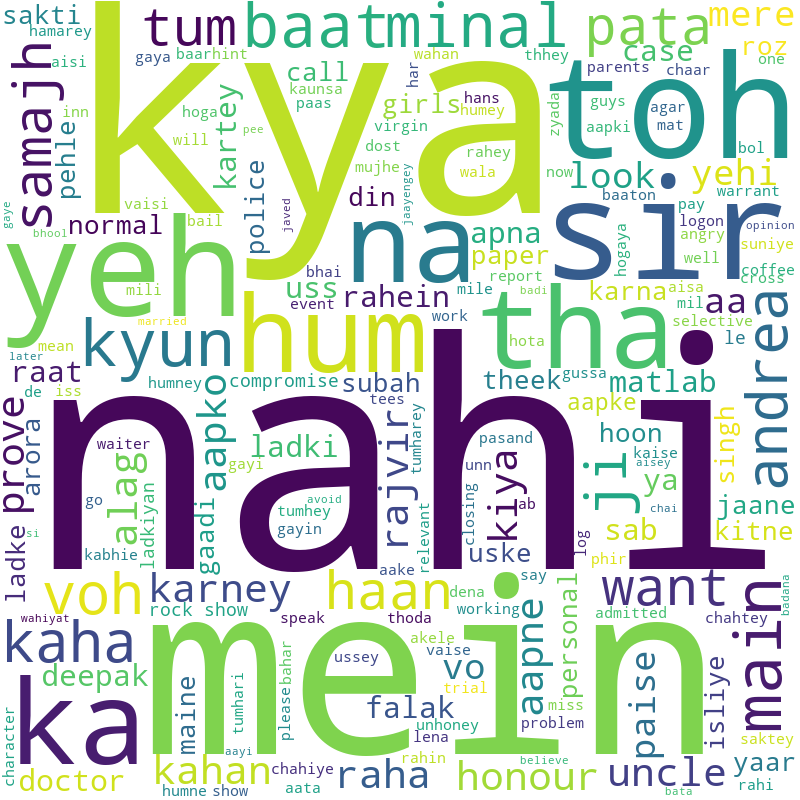 sakti
hamarey
aisi
tum
gaya
baar
hint
baat
minal
call
kaunsa
paas
har
wahan
thhey
pata
mere
roz
case
parents
chaar
one
kya
toh
samajh
pehle
inn
hoga
will
kartey
pee
virgin
dost
mujhe
girls
hans
humey
rahey
wala
zyada
guys
aapki
agar
mat
bol
now
look
yehi
vaisi
bail
police
din
jaayengey
baaton
pay
warrant
gaye
normal
javed
na
apna
sir
logon
opinion
angry
suniye
bhool
yeh
mili
bhai
uss
event
rahein
paper
report
mile
badi
hogaya
well
coffee
cross
karna
aisa
mil
aa
selective
married
mean
later
kyun
hum
work
tha
hota
le
andrea
raat
de
iss
humney
compromise
subah
tees
theek
gussa
matlab
prove
arora
aapko
ladki
rajvir
tumharey
pasand
aapke
hoon
kaise
singh
waiter
alag
gayi
nahi
kiya
unn
ji
ya
aisey
jaane
go
ladkiyan
gaadi
avoid
tumhey
gayin
relevant
closing
ab
log
chai
sab
kitne
si
ladke
kabhie
aake
uske
phir
voh
karney
haan
dena
say
want
main
badana
rock show
working
admitted
wahiyat
kaha
speak
thoda
akele
vaise
aapne
personal
chahtey
deepak
ussey
vo
paise
isliye
ka
mein
maine
tumhari
please
bahar
trial
falak
unhoney
miss
problem
saktey
character
lena
kahan
aayi
chahiye
rahin
yaar
doctor
humne
show
aata
raha
honour
believe
uncle
bata
rahi